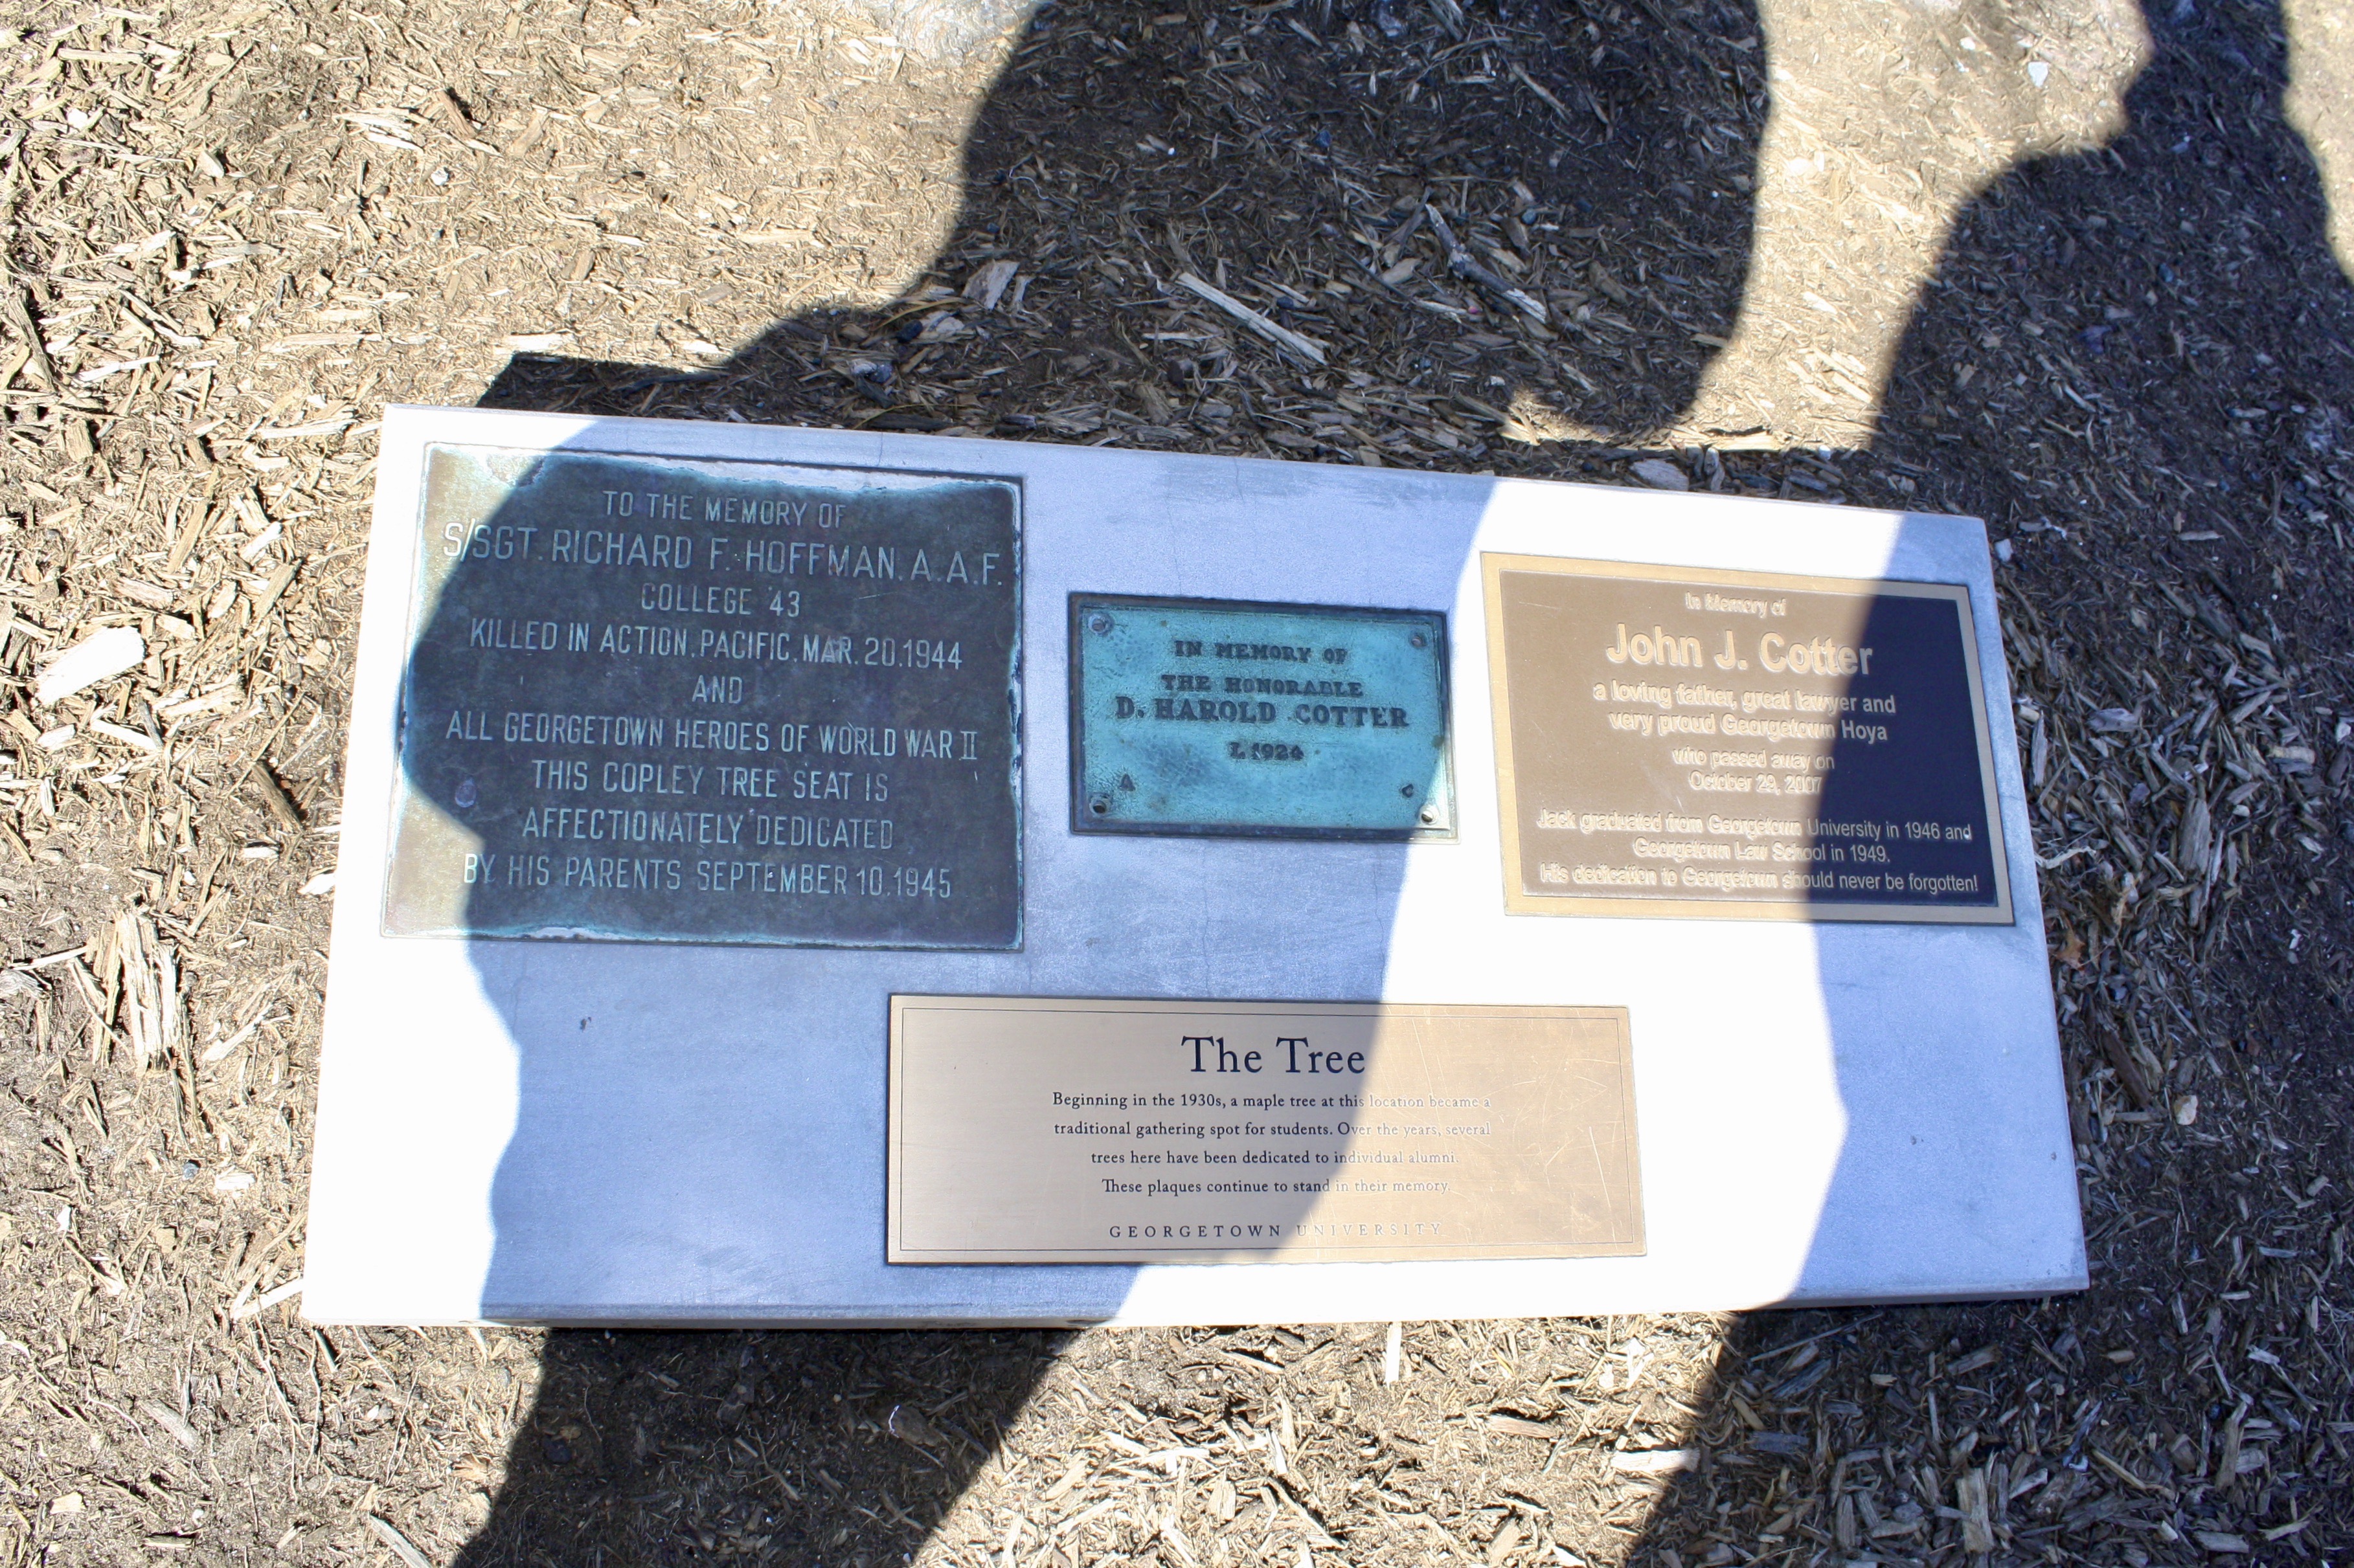 TO THE MEMORY OF
S/SGT. RICHARD F. HOFFMAN. A.A.F.
COLLEGE '43
KILLED IN ACTION. PACIFIC. MAR. 20.1944
AND
ALL GEORGETOWN HEROES OF WORLD WAR II
THIS COPLEY TREE SEAT IS
AFFECTIONATELY DEDICATED
BY HIS PARENTS SEPTEMBER 10.1945
IN MEMORY OF
THE HONORABLE
D. HAROLD COTTER
L 1926
In Memory of
John J. Cotter
a loving father, great lawyer and
very proud Georgetown Hoya
who passed away on
October 29, 2007
Jack graduated from Georgetown University in 1946 and
Georgetown Law School in 1949.
His dedication to Georgetown should never be forgotten!
The Tree
Beginning in the 1930s, a maple tree at this location became a
traditional gathering spot for students. Over the years, several
trees here have been dedicated to individual alumni.
These plaques continue to stand in their memory.
GEORGETOWN UNIVERSITY